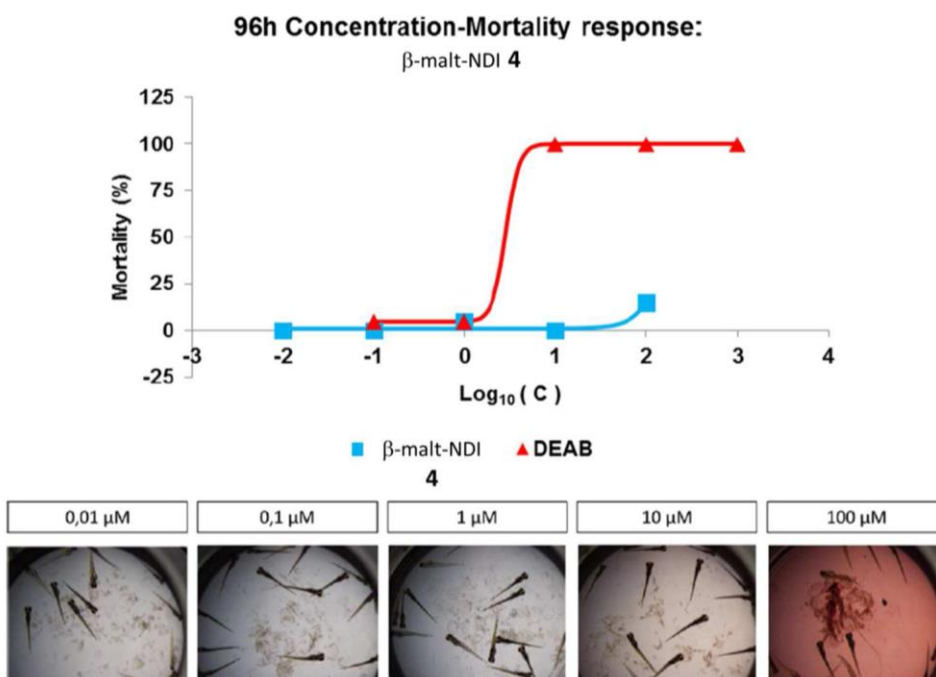 96h Concentration-Mortality response:
β-malt-NDI 4
125
100
75
50
25
0
-25
Mortality (%)
-3 -2 -1 0 1 2 3 4
Log₁₀ ( C )
β-malt-NDI 4
DEAB
0,01 µM
0,1 µM
1 µM
10 µM
100 µM